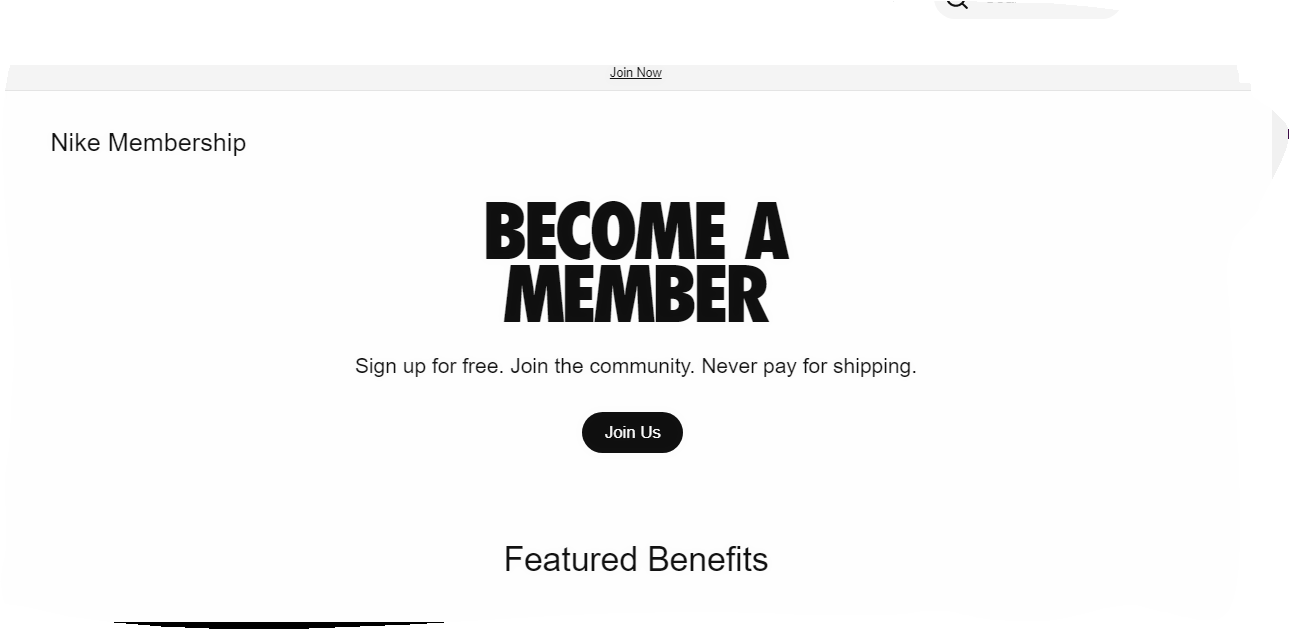 Join Now
Nike Membership
BECOME A
MEMBER
Sign up for free. Join the community. Never pay for shipping.
Join Us
Featured Benefits